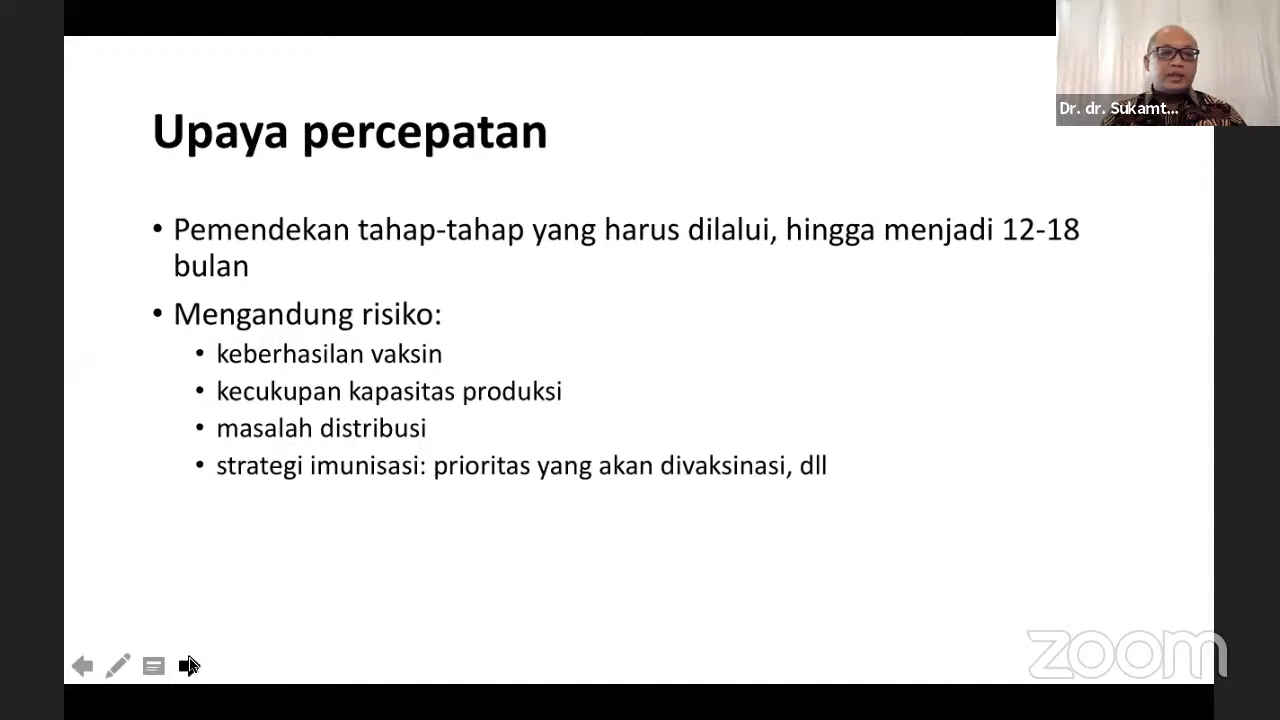 Dr. dr. Sukamt...
Upaya percepatan
• Pemendekan tahap-tahap yang harus dilalui, hingga menjadi 12-18
bulan
• Mengandung risiko:
• keberhasilan vaksin
• kecukupan kapasitas produksi
• masalah distribusi
• strategi imunisasi: prioritas yang akan divaksinasi, dll
zoom